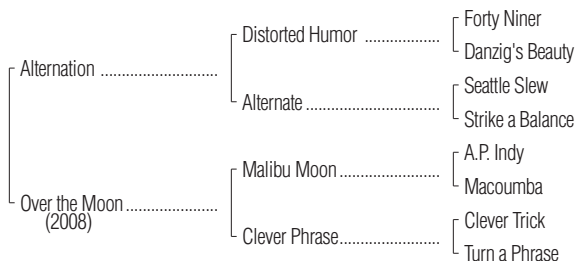 Forty Niner
Distorted Humor ..................
Danzig's Beauty
Alternation ............................
Seattle Slew
Alternate ................................
Strike a Balance
A.P. Indy
Malibu Moon ........................
Macoumba
Over the Moon ......................
(2008)
Clever Trick
Clever Phrase ........................
Turn a Phrase